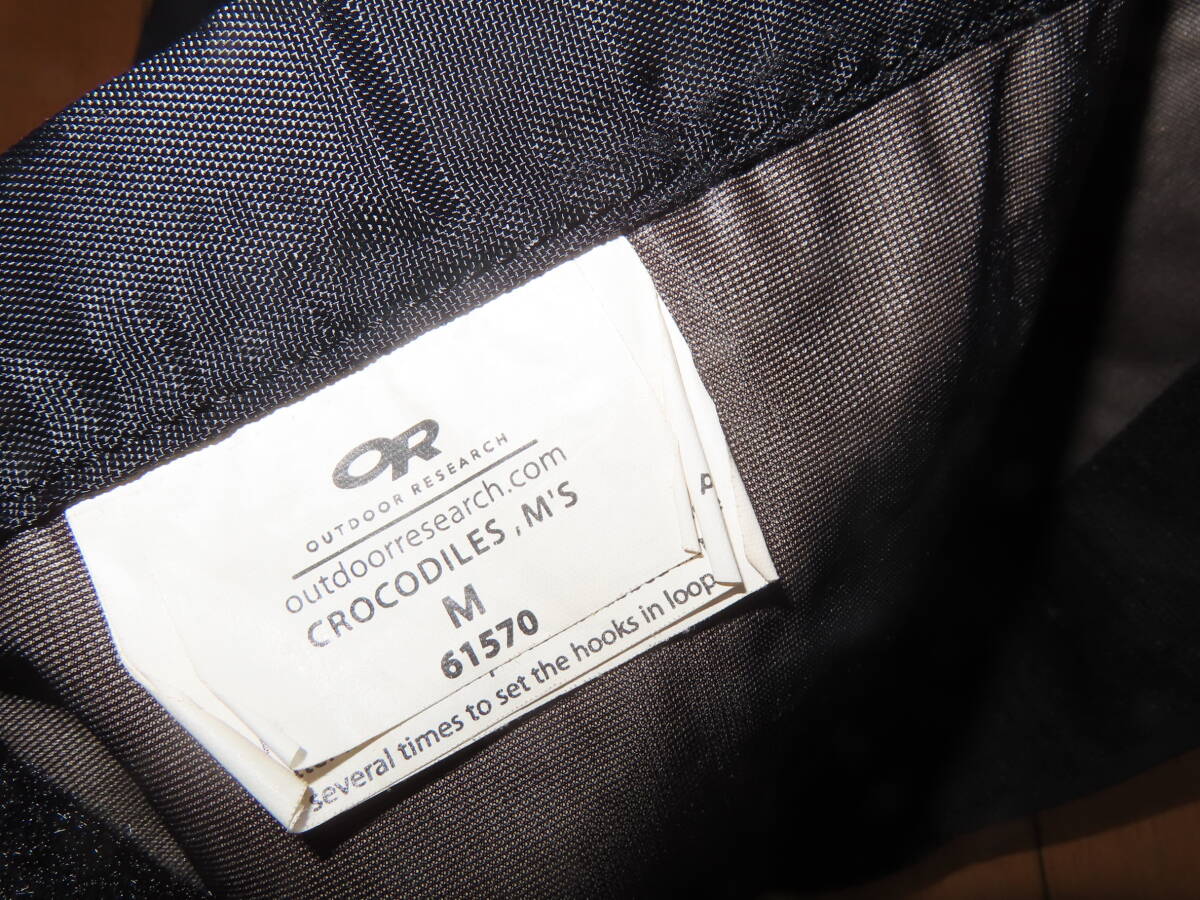 OR
OUTDOOR RESEARCH
outdoorresearch.com
CROCODILES, M'S
M
61570
several times to set the hooks in loop